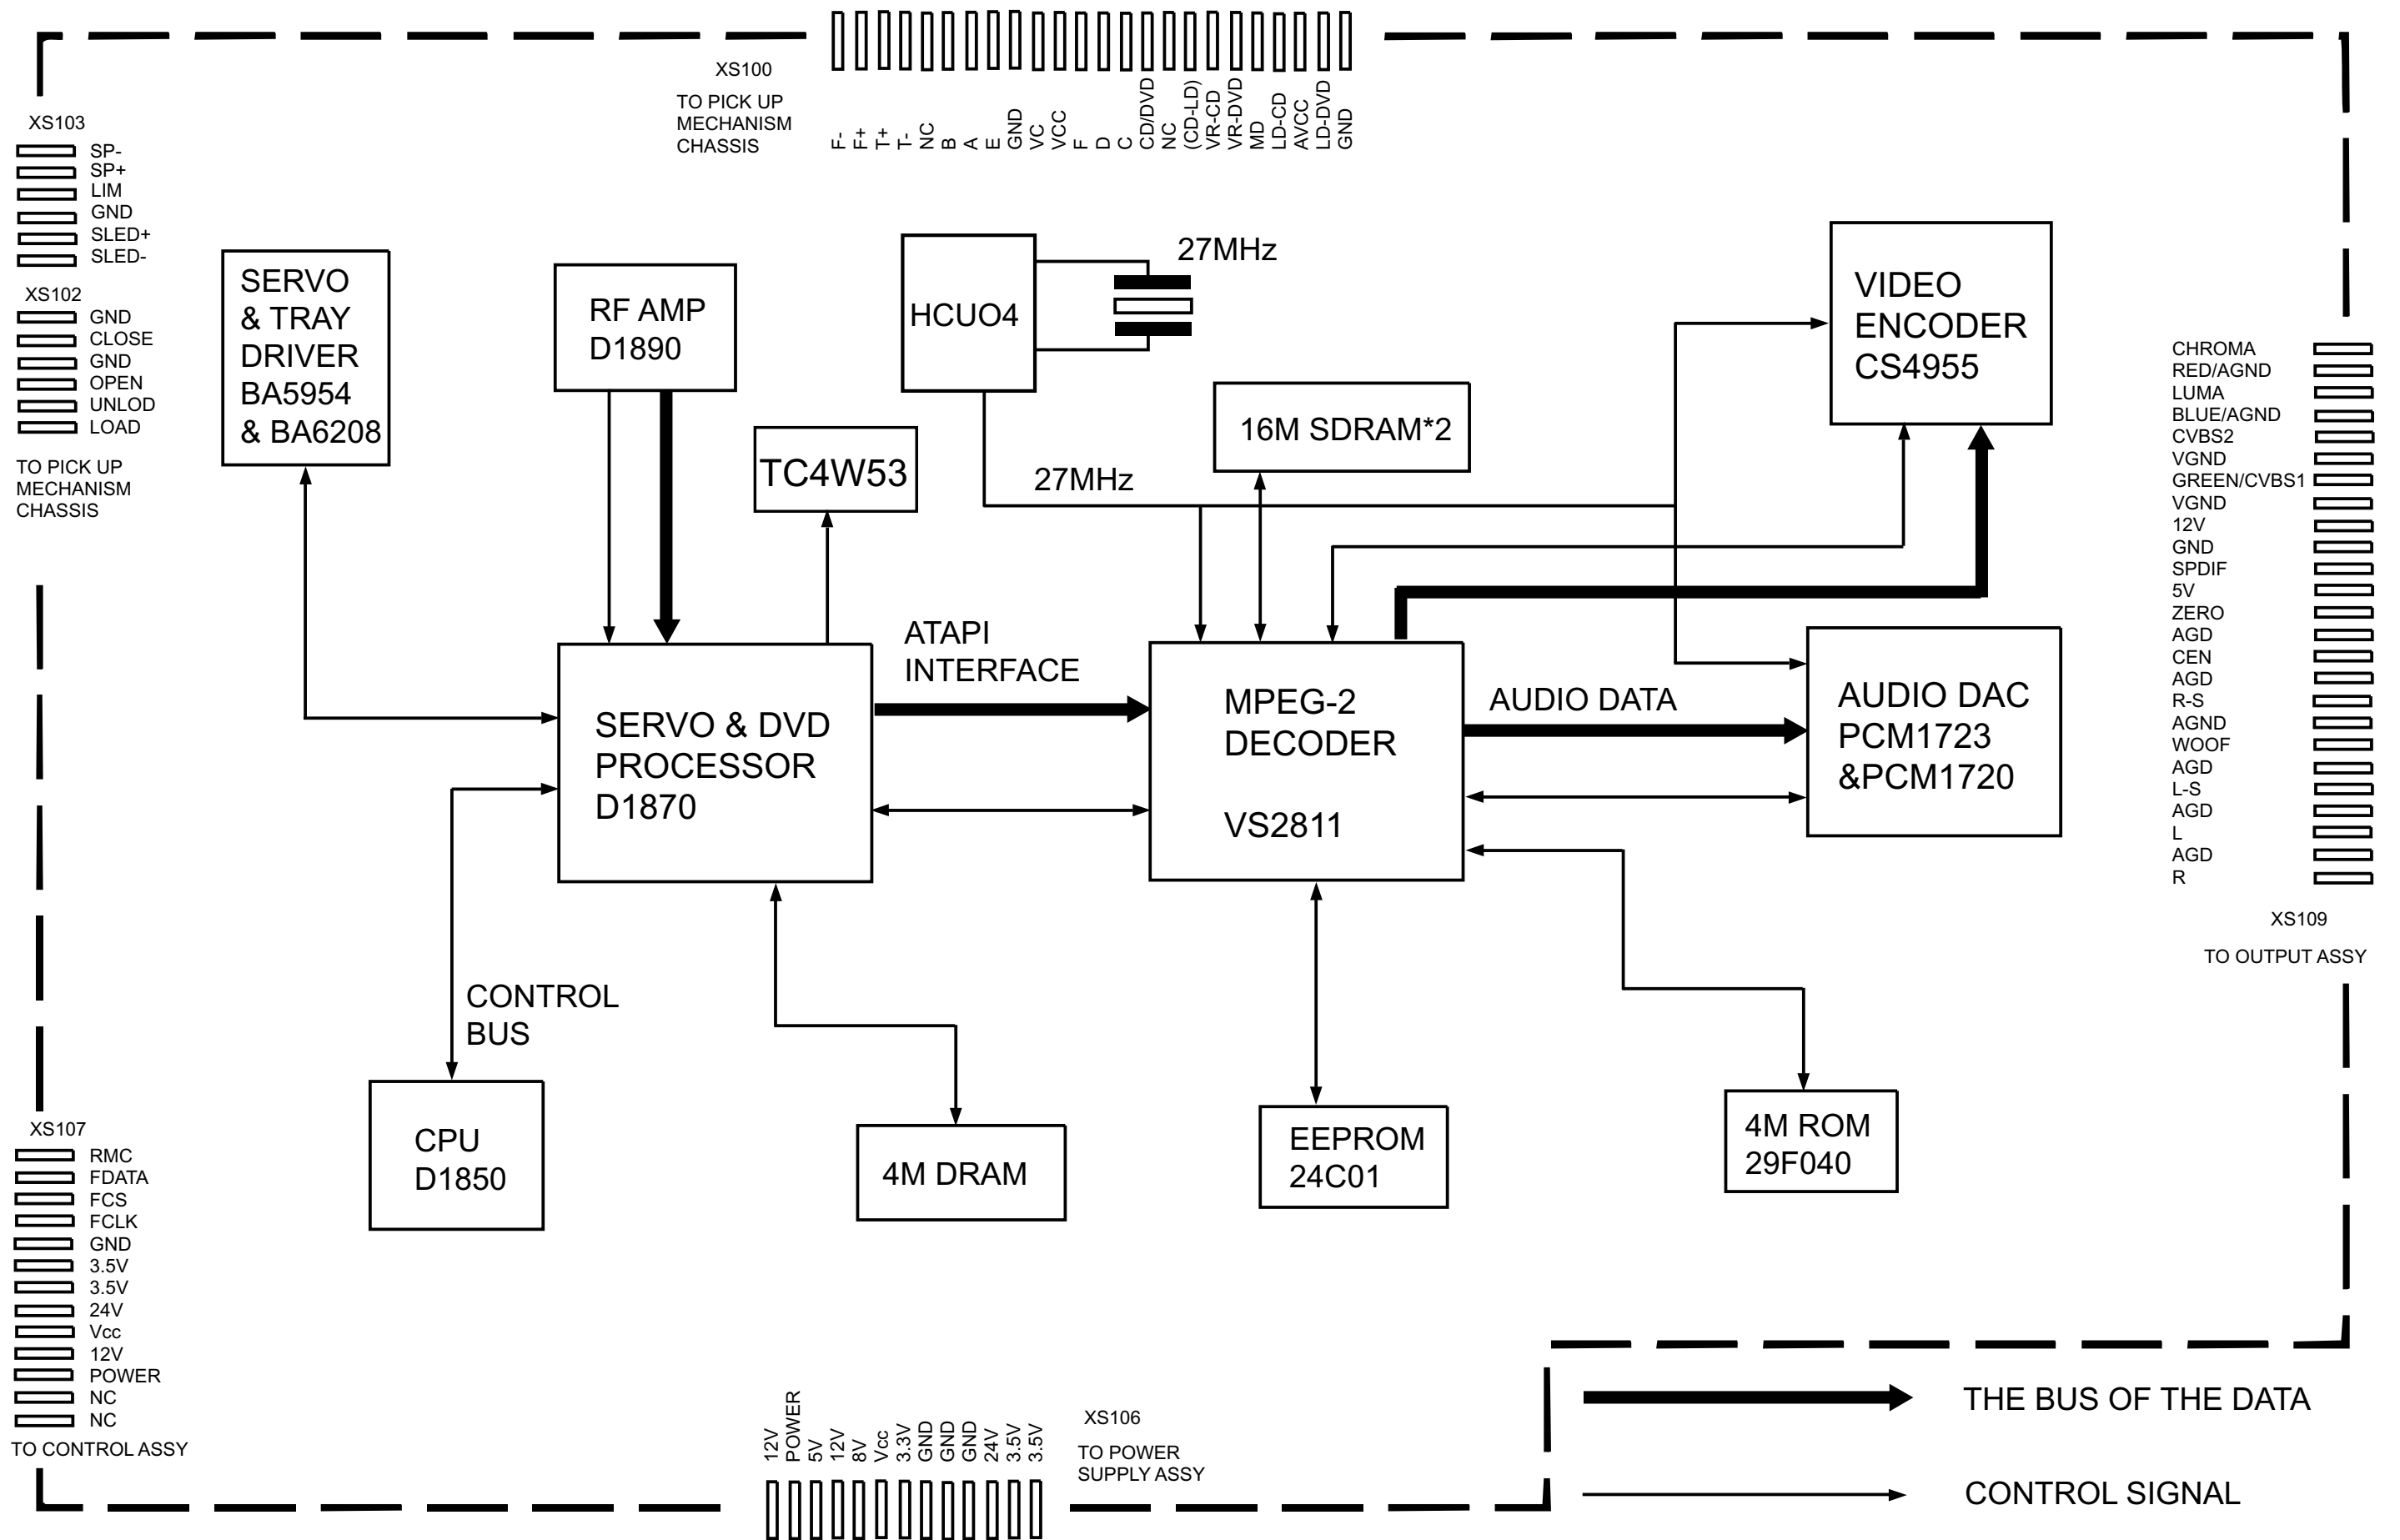 XS100
TO PICK UP
MECHANISM
CHASSIS
F-
F+
T+
T-
NC
B
A
E
GND
VC
VCC
F
D
C
CD/DVD
NC
(CD-LD)
VR-CD
VR-DVD
MD
LD-CD
AVCC
LD-DVD
GND
XS103
SP-
SP+
LIM
GND
SLED+
SLED-
XS102
GND
CLOSE
GND
OPEN
UNLOD
LOAD
TO PICK UP
MECHANISM
CHASSIS
SERVO
& TRAY
DRIVER
BA5954
& BA6208
RF AMP
D1890
HCUO4
27MHz
VIDEO
ENCODER
CS4955
TC4W53
16M SDRAM*2
27MHz
ATAPI
INTERFACE
SERVO & DVD
PROCESSOR
D1870
MPEG-2
DECODER
VS2811
AUDIO DATA
AUDIO DAC
PCM1723
&PCM1720
CHROMA
RED/AGND
LUMA
BLUE/AGND
CVBS2
VGND
GREEN/CVBS1
VGND
12V
GND
SPDIF
5V
ZERO
AGD
CEN
AGD
R-S
AGND
WOOF
AGD
L-S
AGD
L
AGD
R
XS109
TO OUTPUT ASSY
CONTROL
BUS
CPU
D1850
4M DRAM
EEPROM
24C01
4M ROM
29F040
XS107
RMC
FDATA
FCS
FCLK
GND
3.5V
3.5V
24V
Vcc
12V
POWER
NC
NC
TO CONTROL ASSY
12V
POWER
5V
12V
8V
Vcc
3.3V
GND
GND
GND
24V
3.5V
3.5V
XS106
TO POWER
SUPPLY ASSY
THE BUS OF THE DATA
CONTROL SIGNAL